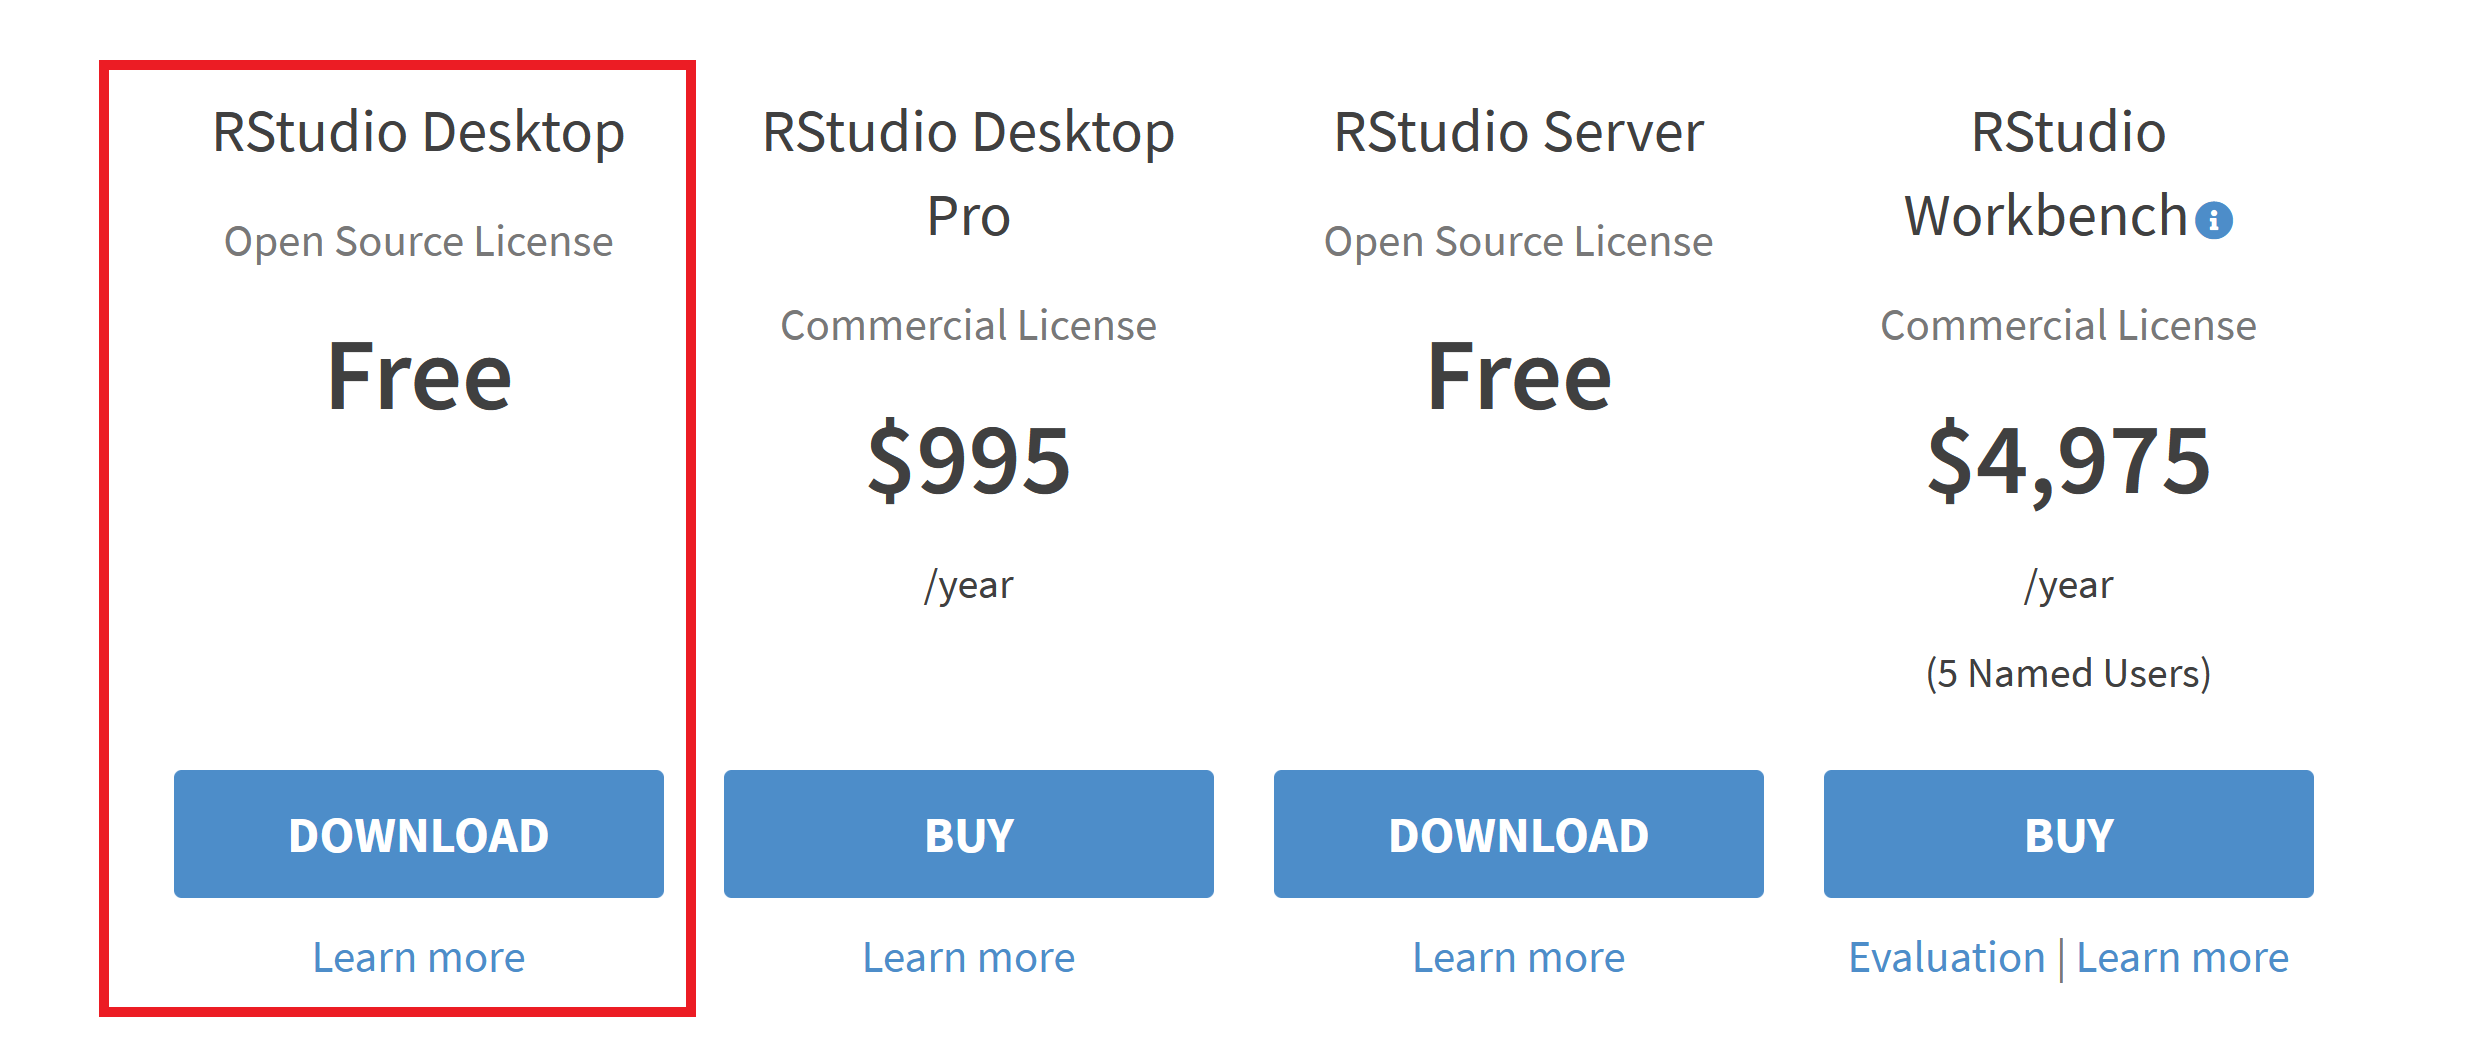 RStudio Desktop
Open Source License
Free
DOWNLOAD
Learn more
RStudio Desktop
Pro
Commercial License
$995
/year
BUY
Learn more
RStudio Server
Open Source License
Free
DOWNLOAD
Learn more
RStudio
Workbench
Commercial License
$4,975
/year
(5 Named Users)
BUY
Evaluation | Learn more